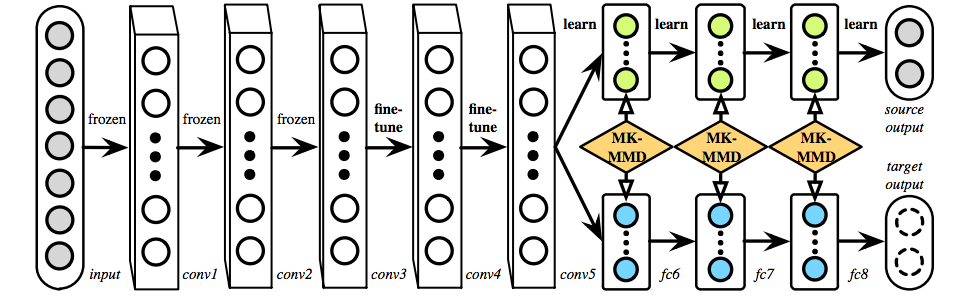 learn
learn
learn
learn
frozen
frozen
frozen
fine-
tune
fine-
tune
MK-
MMD
MK-
MMD
MK-
MMD
source
output
target
output
input
conv1
conv2
conv3
conv4
conv5
fc6
fc7
fc8